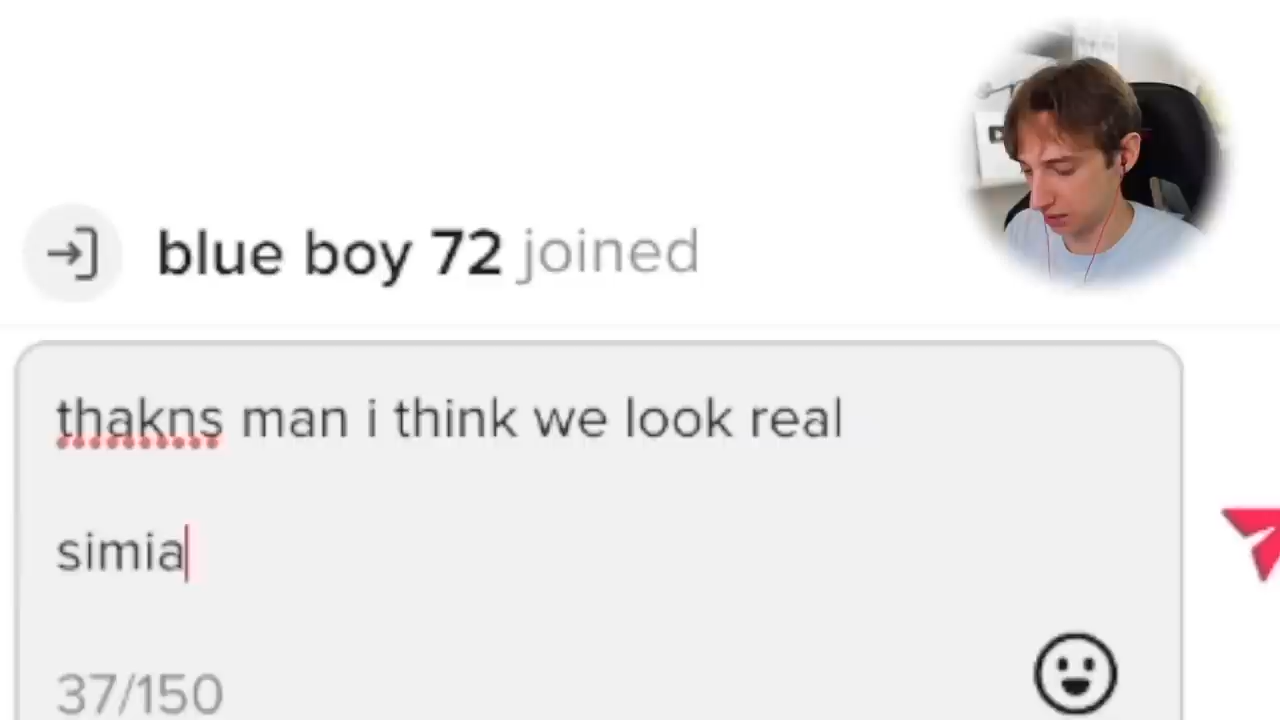 blue boy 72 joined
thakns man i think we look real
simia
37/150